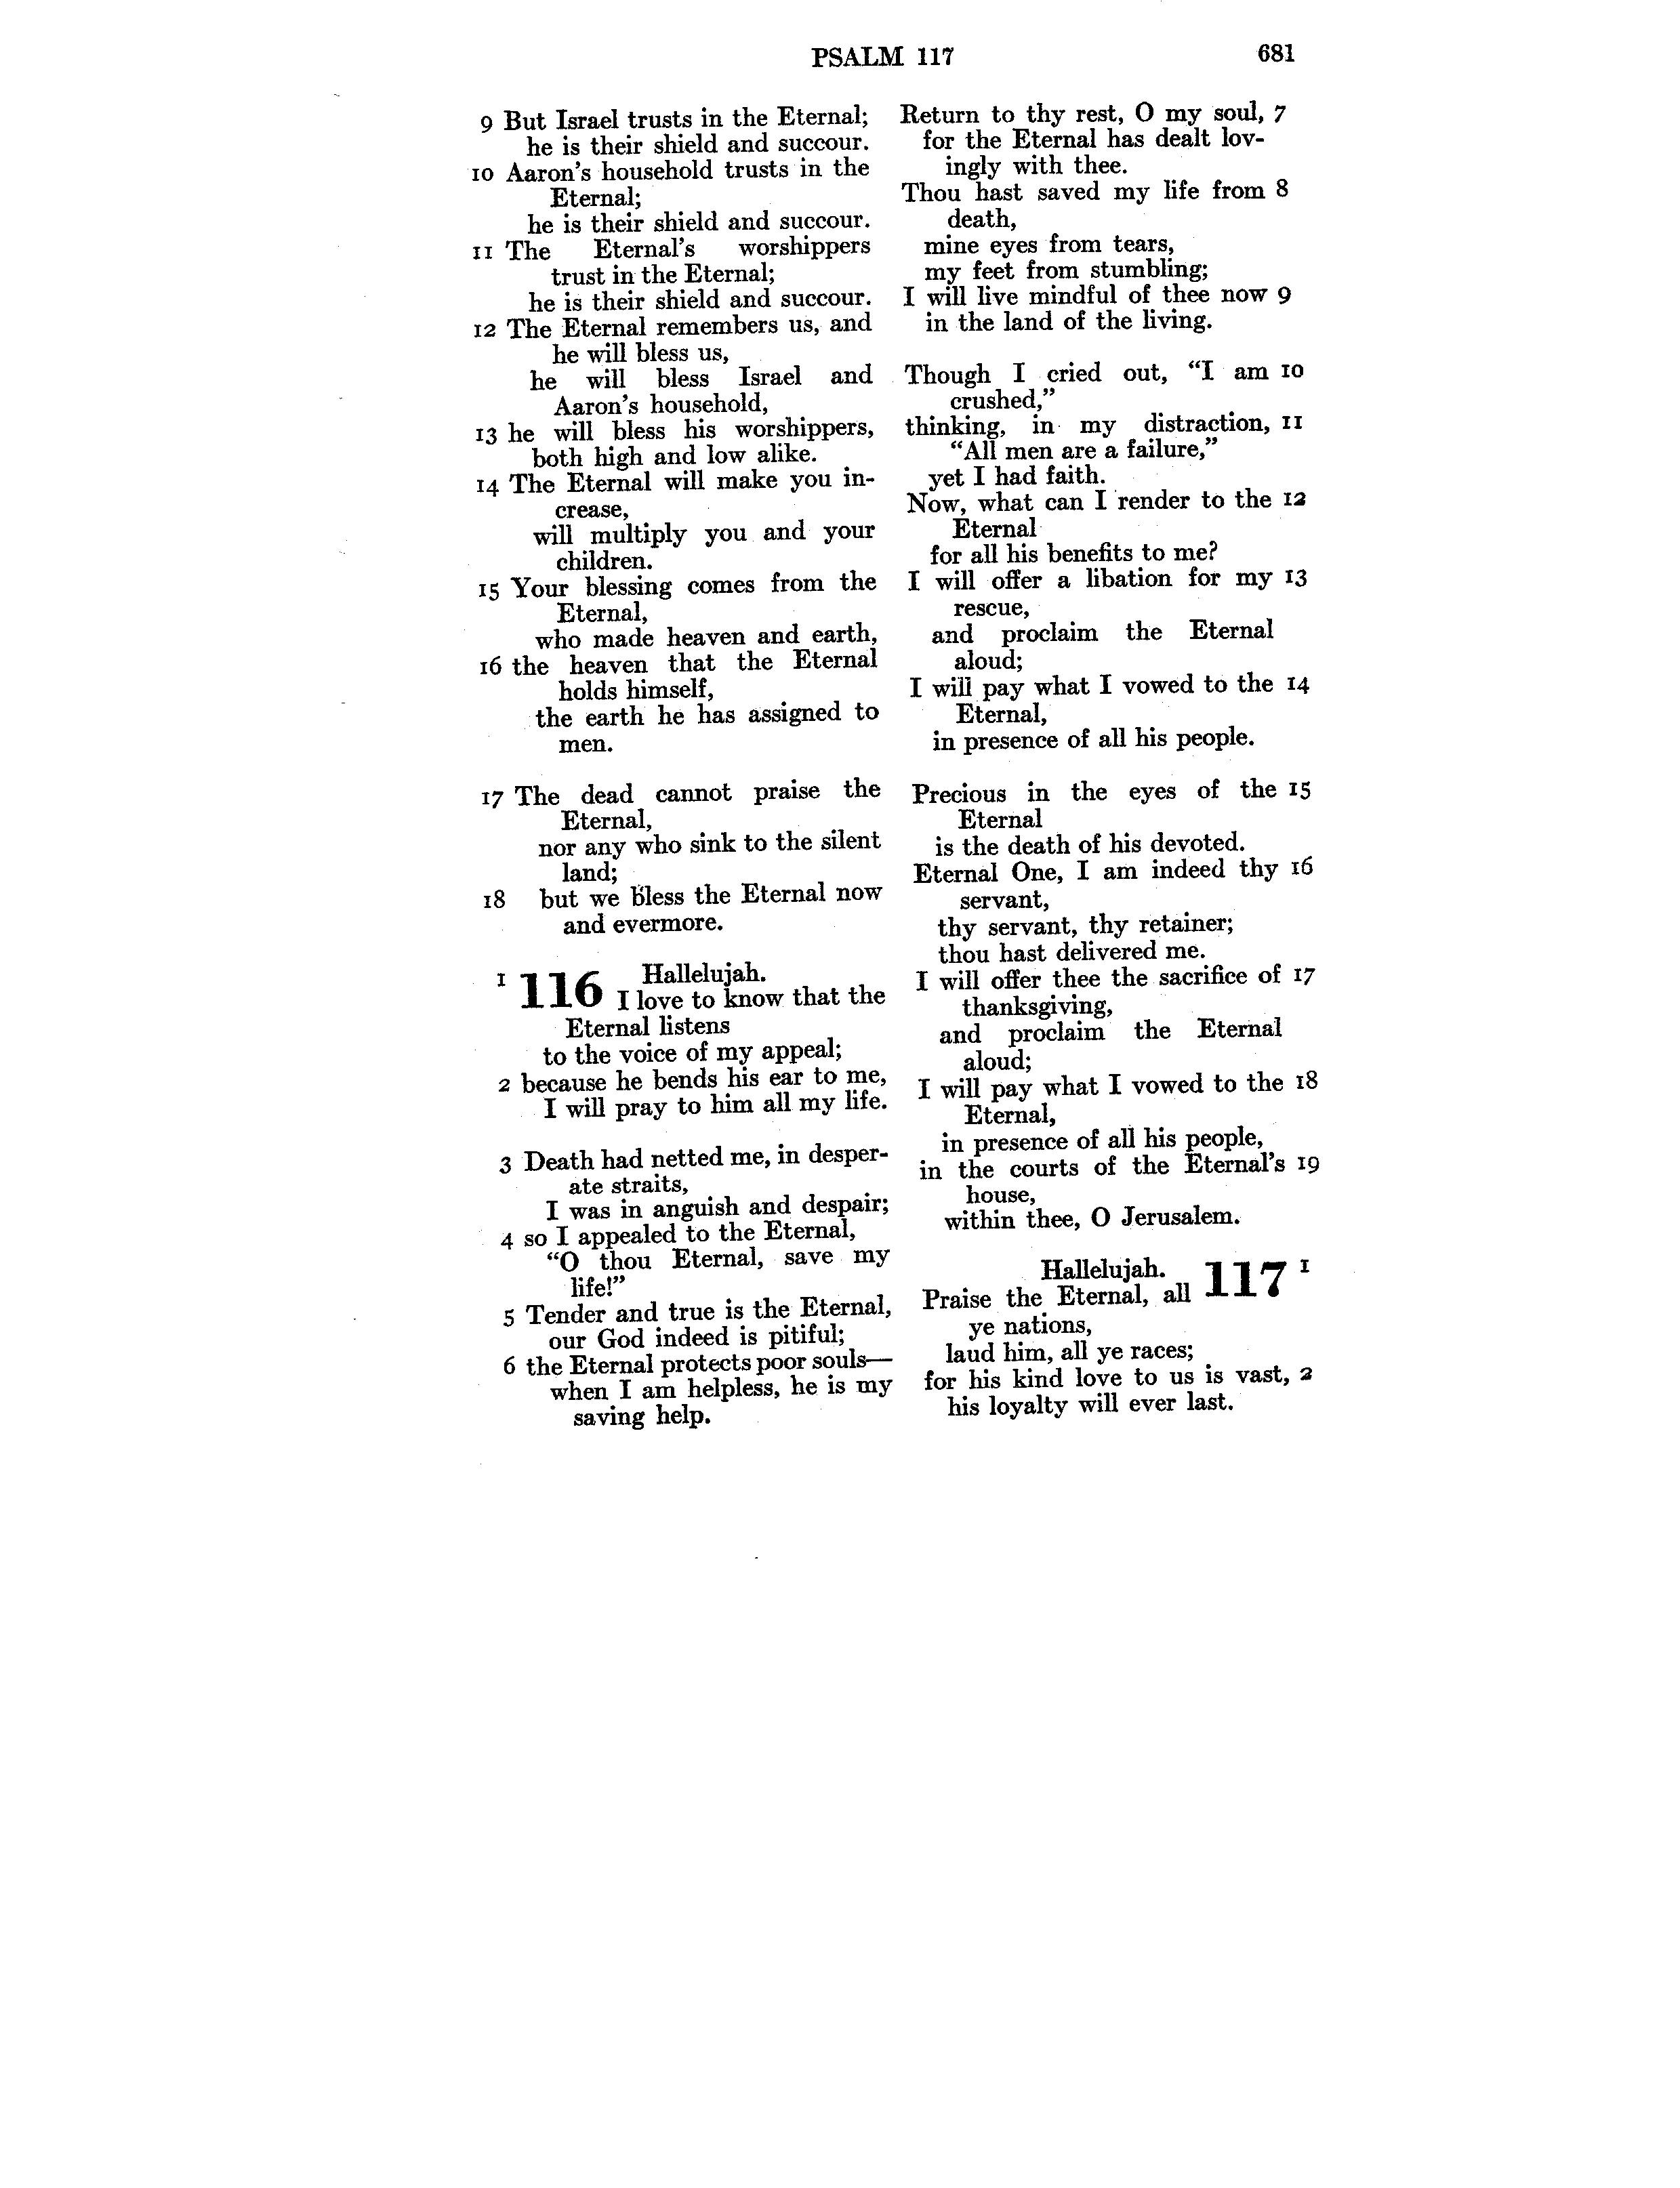 PSALM 117 681
9 But Israel trusts in the Eternal;
he is their shield and succour.
10 Aaron's household trusts in the
Eternal;
he is their shield and succour.
11 The Eternal's worshippers
trust in the Eternal;
he is their shield and succour.
12 The Eternal remembers us, and
he will bless us,
he will bless Israel and
Aaron's household,
13 he will bless his worshippers,
both high and low alike.
14 The Eternal will make you in-
crease,
will multiply you and your
children.
15 Your blessing comes from the
Eternal,
who made heaven and earth,
16 the heaven that the Eternal
holds himself,
the earth he has assigned to
men.
17 The dead cannot praise the
Eternal,
nor any who sink to the silent
land;
18 but we bless the Eternal now
and evermore.
1 116 Hallelujah.
I love to know that the
Eternal listens
to the voice of my appeal;
2 because he bends his ear to me,
I will pray to him all my life.
3 Death had netted me, in desper-
ate straits,
I was in anguish and despair;
4 so I appealed to the Eternal,
"O thou Eternal, save my
life!"
5 Tender and true is the Eternal,
our God indeed is pitiful;
6 the Eternal protects poor souls—
when I am helpless, he is my
saving help.
Return to thy rest, O my soul, 7
for the Eternal has dealt lov-
ingly with thee.
Thou hast saved my life from 8
death,
mine eyes from tears,
my feet from stumbling;
I will live mindful of thee now 9
in the land of the living.
Though I cried out, "I am 10
crushed,"
thinking, in my distraction, 11
"All men are a failure,"
yet I had faith.
Now, what can I render to the 12
Eternal
for all his benefits to me?
I will offer a libation for my 13
rescue,
and proclaim the Eternal
aloud;
I will pay what I vowed to the 14
Eternal,
in presence of all his people.
Precious in the eyes of the 15
Eternal
is the death of his devoted.
Eternal One, I am indeed thy 16
servant,
thy servant, thy retainer;
thou hast delivered me.
I will offer thee the sacrifice of 17
thanksgiving,
and proclaim the Eternal
aloud;
I will pay what I vowed to the 18
Eternal,
in presence of all his people,
in the courts of the Eternal's 19
house,
within thee, O Jerusalem.
Hallelujah. 117 1
Praise the Eternal, all
ye nations,
laud him, all ye races;
for his kind love to us is vast, 2
his loyalty will ever last.